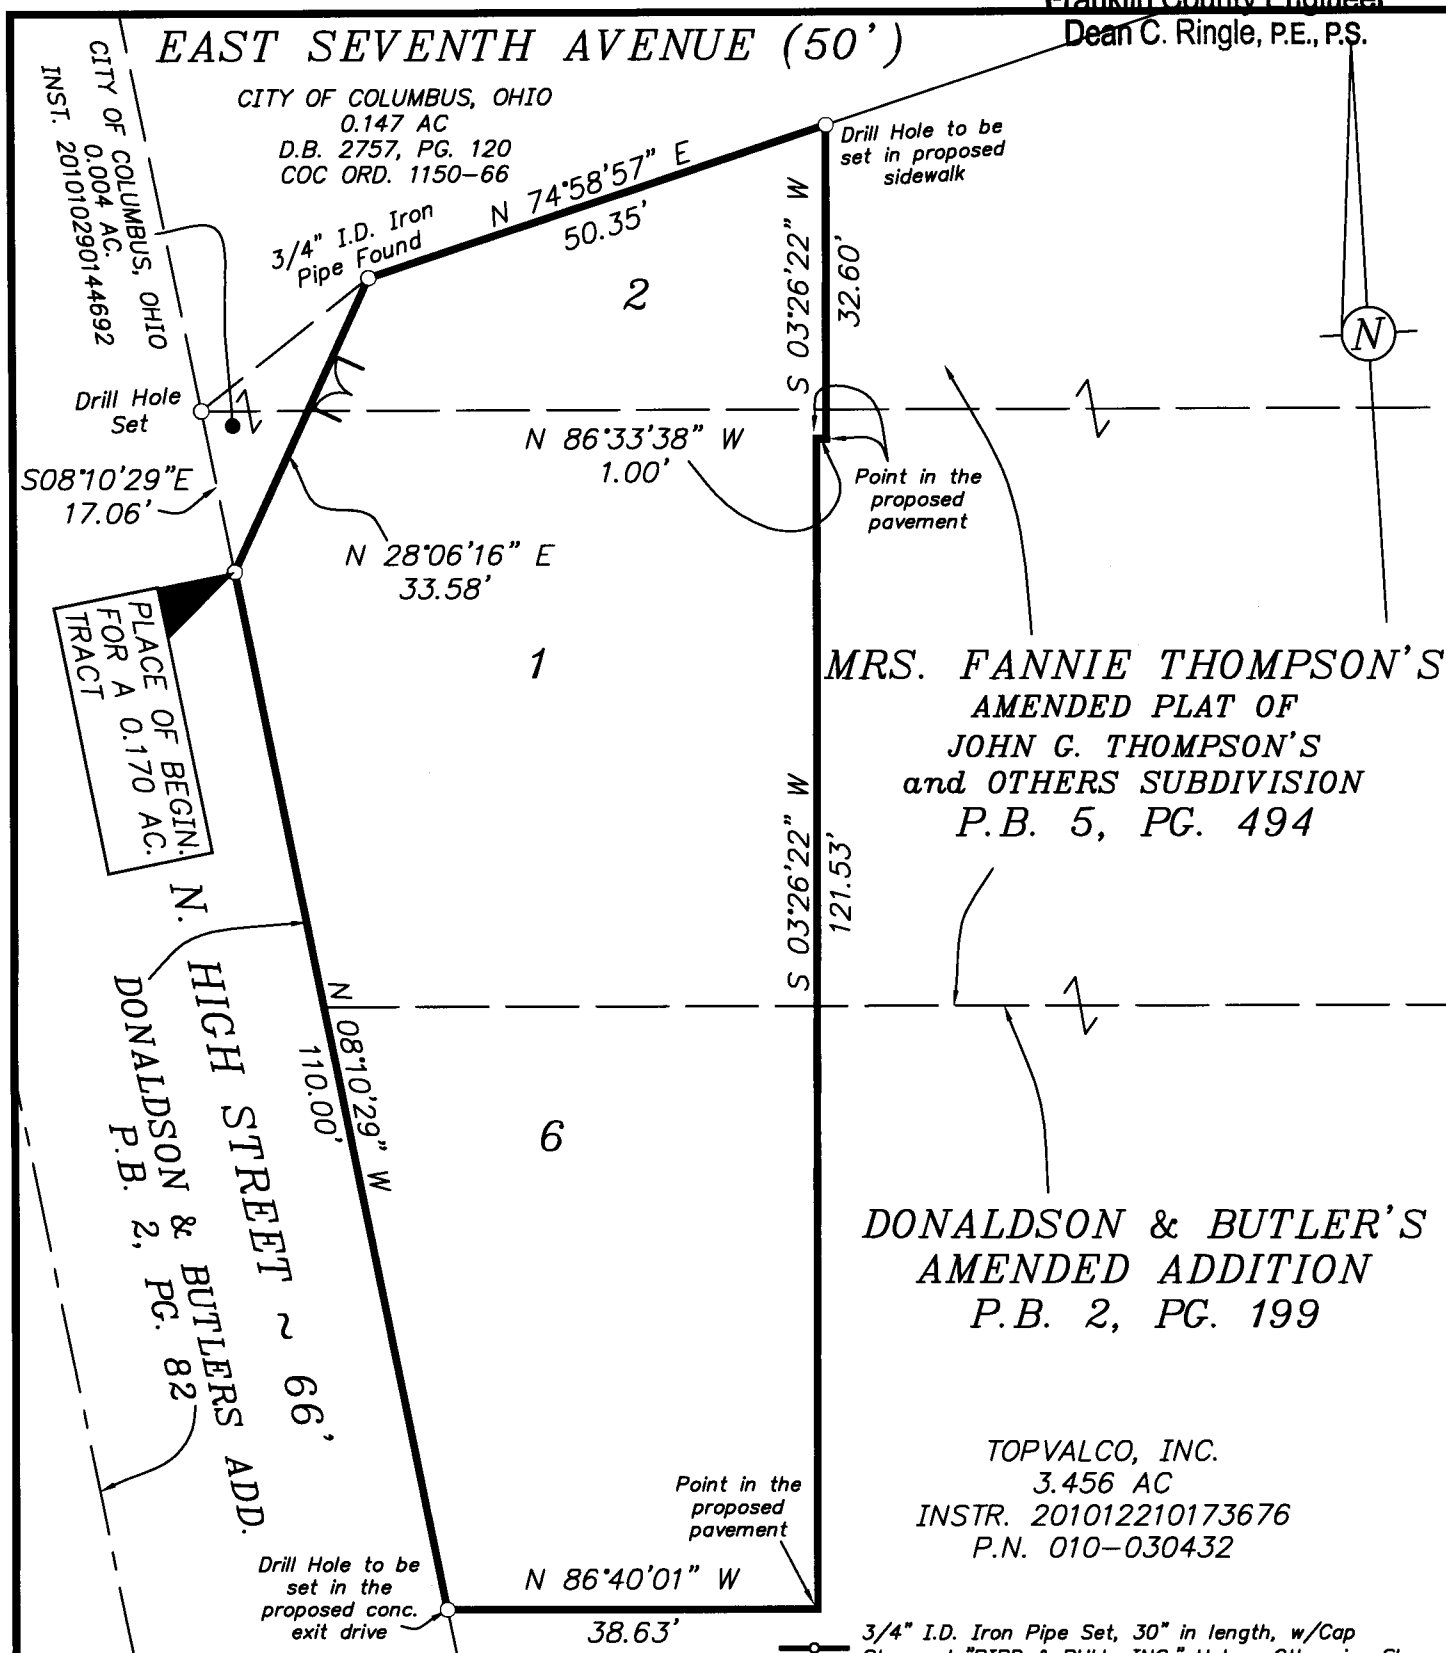 Franklin County Engineer
Dean C. Ringle, P.E., P.S.
EAST SEVENTH AVENUE (50')
CITY OF COLUMBUS, OHIO
0.147 AC
D.B. 2757, PG. 120
COC ORD. 1150-66
CITY OF COLUMBUS, OHIO
0.004 AC.
INST. 201010290144692
3/4" I.D. Iron
Pipe Found
N 74°58'57" E
50.35'
Drill Hole to be
set in proposed
sidewalk
S 03°26'22" W
32.60'
2
N
Drill Hole
Set
N 86°33'38" W
1.00'
Point in the
proposed
pavement
S08°10'29"E
17.06'
N 28°06'16" E
33.58'
PLACE OF BEGIN.
FOR A 0.170 AC.
TRACT
1
MRS. FANNIE THOMPSON'S
AMENDED PLAT OF
JOHN G. THOMPSON'S
and OTHERS SUBDIVISION
P.B. 5, PG. 494
S 03°26'22" W
121.53'
N. HIGH STREET ~ 66'
DONALDSON & BUTLERS ADD.
P.B. 2, PG. 82
N 08°10'29" W
110.00'
6
DONALDSON & BUTLER'S
AMENDED ADDITION
P.B. 2, PG. 199
TOPVALCO, INC.
3.456 AC
INSTR. 201012210173676
P.N. 010-030432
Point in the
proposed
pavement
Drill Hole to be
set in the
proposed conc.
exit drive
N 86°40'01" W
38.63'
3/4" I.D. Iron Pipe Set, 30" in length, w/Cap